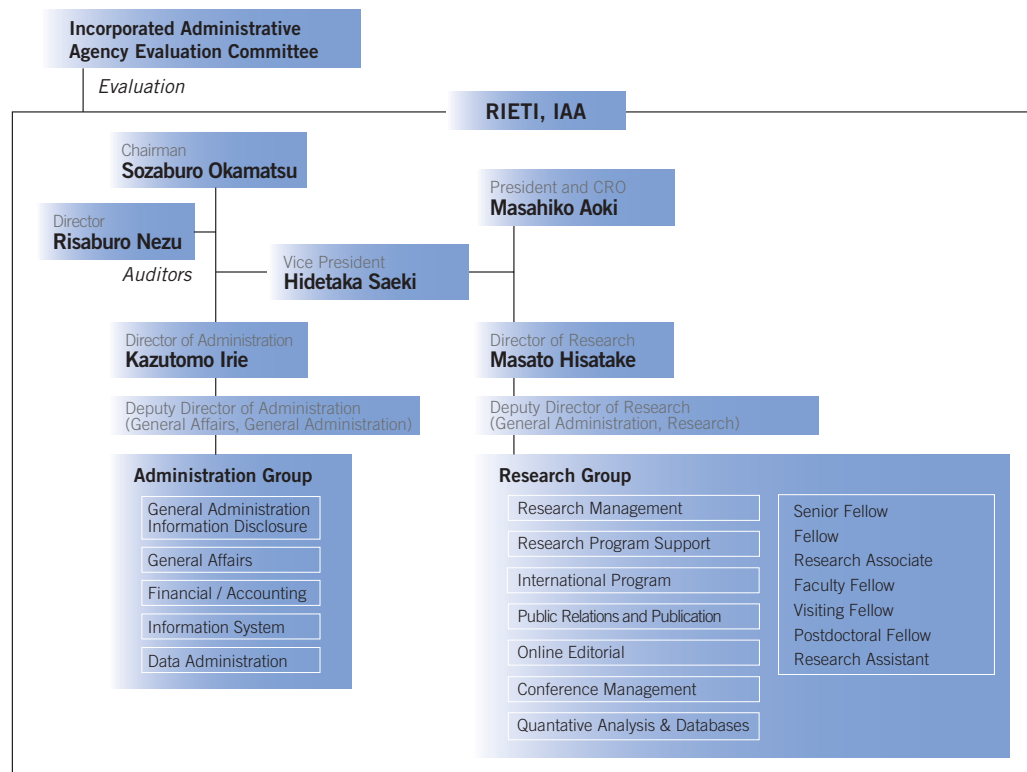 Incorporated Administrative
Agency Evaluation Committee
Evaluation
RIETI, IAA
Chairman
Sozaburo Okamatsu
President and CRO
Masahiko Aoki
Director
Risaburo Nezu
Auditors
Vice President
Hidetaka Saeki
Director of Administration
Kazutomo Irie
Director of Research
Masato Hisatake
Deputy Director of Administration
(General Affairs, General Administration)
Deputy Director of Research
(General Administration, Research)
Administration Group
General Administration
Information Disclosure
General Affairs
Financial / Accounting
Information System
Data Administration
Research Group
Research Management
Research Program Support
International Program
Public Relations and Publication
Online Editorial
Conference Management
Quantative Analysis & Databases
Senior Fellow
Fellow
Research Associate
Faculty Fellow
Visiting Fellow
Postdoctoral Fellow
Research Assistant